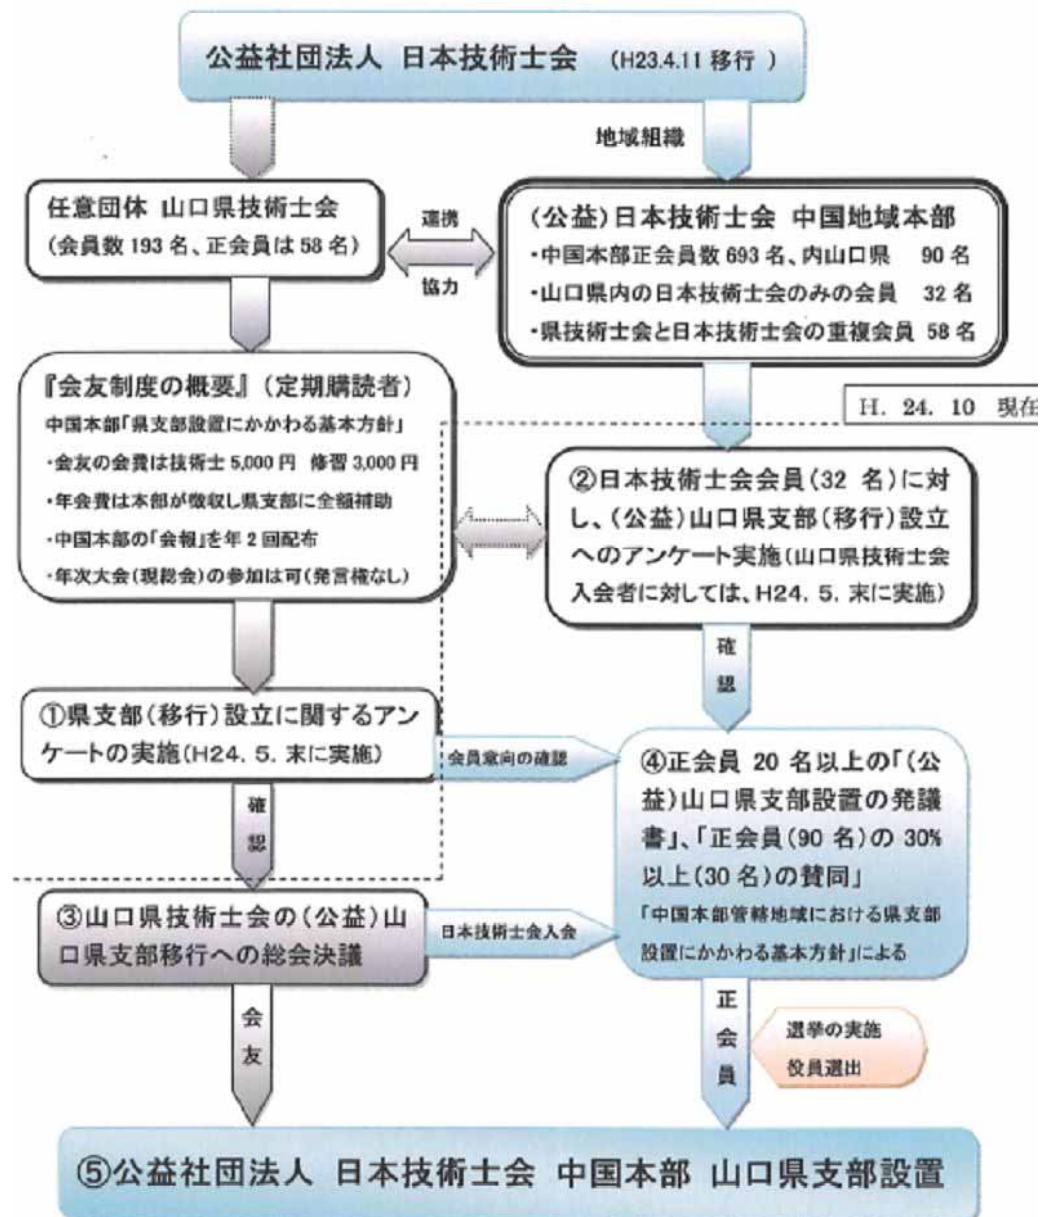 公益社団法人 日本技術士会 (H23.4.11 移行 )
地域組織
任意団体 山口県技術士会
(会員数 193 名、正会員は 58 名)
連携
協力
(公益)日本技術士会 中国地域本部
・中国本部正会員数 693 名、内山口県 90 名
・山口県内の日本技術士会のみの会員 32 名
・県技術士会と日本技術士会の重複会員 58 名
『会友制度の概要』(定期購読者)
中国本部「県支部設置にかかわる基本方針」
・会友の会費は技術士 5,000 円 修習 3,000 円
・年会費は本部が徴収し県支部に全額補助
・中国本部の「会報」を年 2 回配布
・年次大会(現総会)の参加は可(発言権なし)
H. 24. 10 現在
②日本技術士会会員(32 名)に対
し、(公益)山口県支部(移行)設立
へのアンケート実施(山口県技術士会
入会者に対しては、H24. 5. 末に実施)
確認
①県支部(移行)設立に関するアン
ケートの実施(H24. 5. 末に実施)
会員意向の確認
確認
④正会員 20 名以上の「(公
益)山口県支部設置の発議
書」、「正会員(90 名)の 30%
以上(30 名)の賛同」
「中国本部管轄地域における県支部
設置にかかわる基本方針」による
③山口県技術士会の(公益)山
口県支部移行への総会決議
日本技術士会入会
会友
正会員
選挙の実施
役員選出
⑤公益社団法人 日本技術士会 中国本部 山口県支部設置